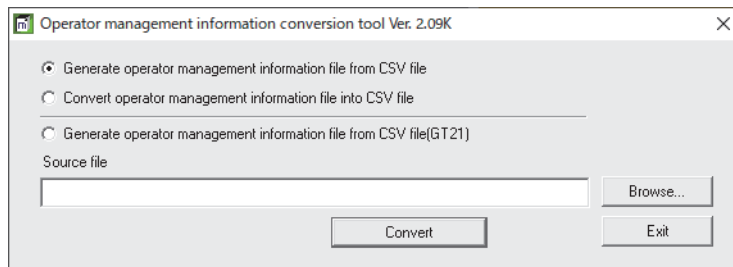 Operator management information conversion tool Ver. 2.09K
Generate operator management information file from CSV file
Convert operator management information file into CSV file
Generate operator management information file from CSV file(GT21)
Source file
Browse...
Convert
Exit